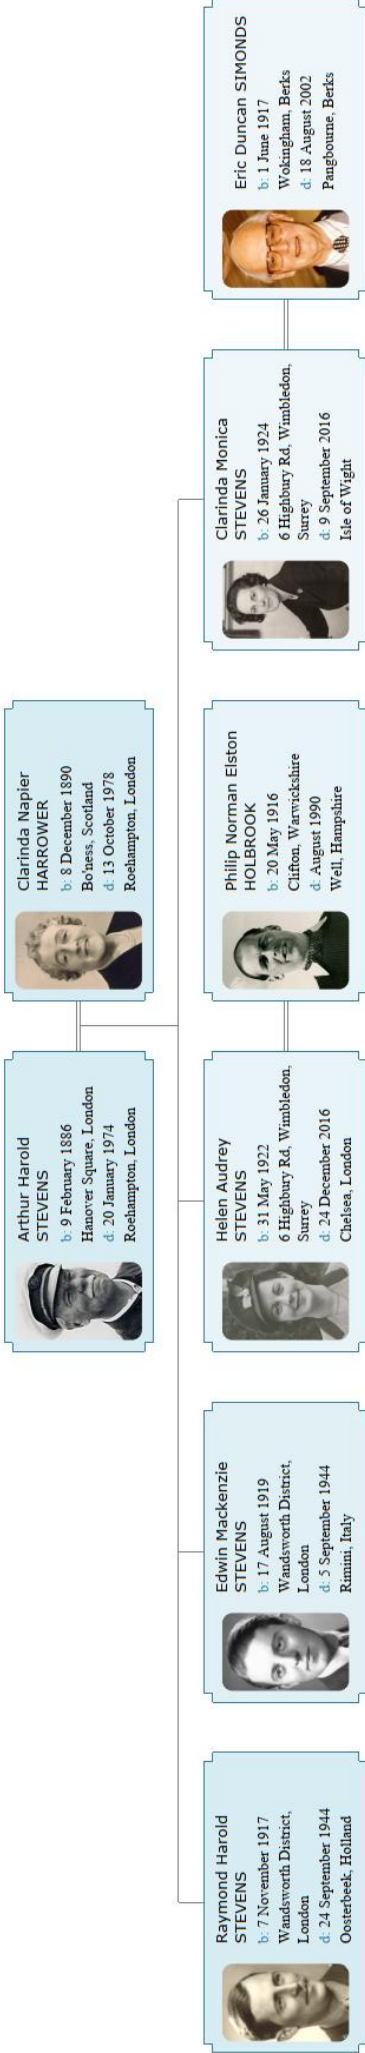 Arthur Harold
STEVENS
b: 9 February 1886
Hanover Square, London
d: 20 January 1974
Roehampton, London
Clarinda Napier
HARROWER
b: 8 December 1890
Bo'ness, Scotland
d: 13 October 1978
Roehampton, London
Raymond Harold
STEVENS
b: 7 November 1917
Wandsworth District,
London
d: 24 September 1944
Oosterbeek, Holland
Edwin Mackenzie
STEVENS
b: 17 August 1919
Wandsworth District,
London
d: 5 September 1944
Rimini, Italy
Helen Audrey
STEVENS
b: 31 May 1922
6 Highbury Rd, Wimbledon,
Surrey
d: 24 December 2016
Chelsea, London
Philip Norman Elston
HOLBROOK
b: 20 May 1916
Clifton, Warwickshire
d: August 1990
Well, Hampshire
Clarinda Monica
STEVENS
b: 26 January 1924
6 Highbury Rd, Wimbledon,
Surrey
d: 9 September 2016
Isle of Wight
Eric Duncan SIMONDS
b: 1 June 1917
Wokingham, Berks
d: 18 August 2002
Pangbourne, Berks